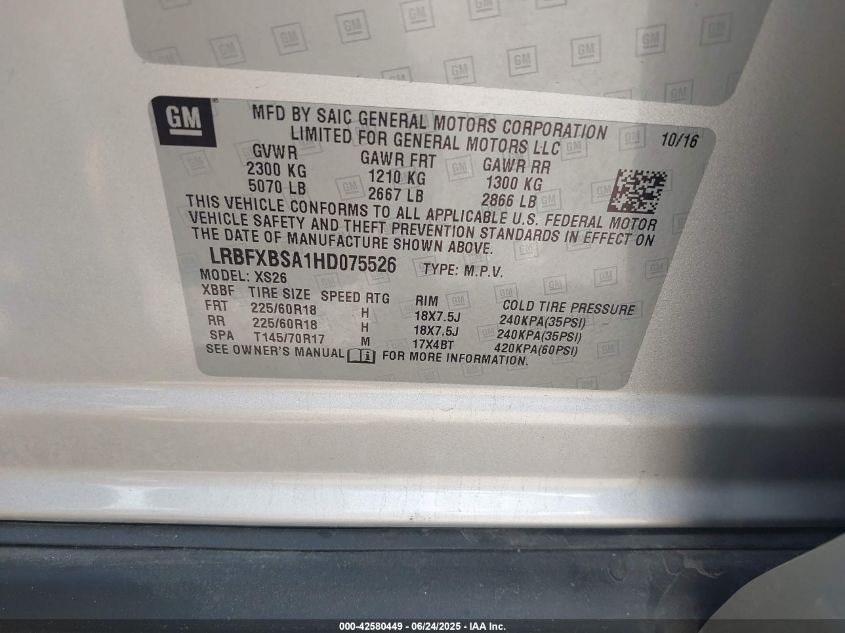 GM
MFD BY SAIC GENERAL MOTORS CORPORATION
LIMITED FOR GENERAL MOTORS LLC
10/16
GVWR GAWR FRT GAWR RR
2300 KG 1210 KG 1300 KG
5070 LB 2667 LB 2866 LB
THIS VEHICLE CONFORMS TO ALL APPLICABLE U.S. FEDERAL MOTOR
VEHICLE SAFETY AND THEFT PREVENTION STANDARDS IN EFFECT ON
THE DATE OF MANUFACTURE SHOWN ABOVE.
LRBFXBSA1HD075526 TYPE: M.P.V.
MODEL: XS26
XBBF TIRE SIZE SPEED RTG RIM COLD TIRE PRESSURE
FRT 225/60R18 H 18X7.5J 240KPA(35PSI)
RR 225/60R18 H 18X7.5J 240KPA(35PSI)
SPA T145/70R17 M 17X4BT 420KPA(60PSI)
SEE OWNER'S MANUAL FOR MORE INFORMATION.
000-42580449 - 06/24/2025 - IAA Inc.